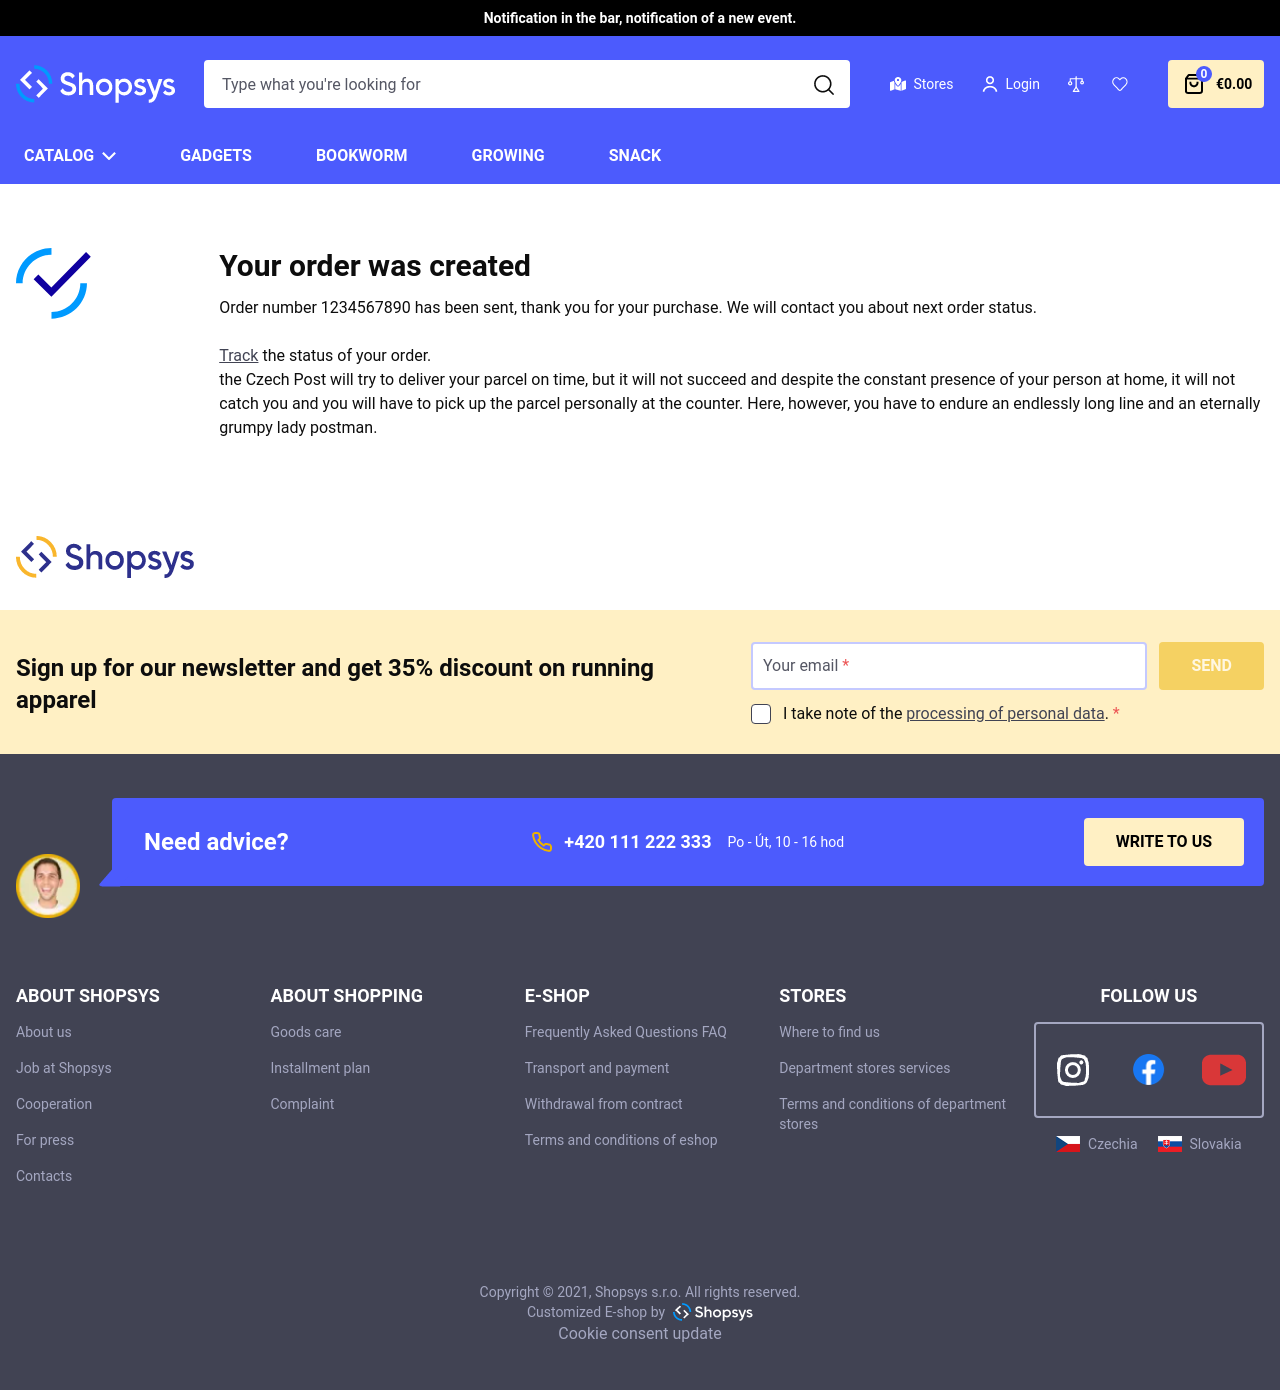 Notification in the bar, notification of a new event.
Shopsys
Type what you're looking for
Stores
Login
0
€0.00
CATALOG
GADGETS
BOOKWORM
GROWING
SNACK
Your order was created
Order number 1234567890 has been sent, thank you for your purchase. We will contact you about next order status.
Track the status of your order.
the Czech Post will try to deliver your parcel on time, but it will not succeed and despite the constant presence of your person at home, it will not
catch you and you will have to pick up the parcel personally at the counter. Here, however, you have to endure an endlessly long line and an eternally
grumpy lady postman.
Shopsys
Sign up for our newsletter and get 35% discount on running
apparel
Your email *
SEND
I take note of the processing of personal data. *
Need advice?
+420 111 222 333
Po - Út, 10 - 16 hod
WRITE TO US
ABOUT SHOPSYS
About us
Job at Shopsys
Cooperation
For press
Contacts
ABOUT SHOPPING
Goods care
Installment plan
Complaint
E-SHOP
Frequently Asked Questions FAQ
Transport and payment
Withdrawal from contract
Terms and conditions of eshop
STORES
Where to find us
Department stores services
Terms and conditions of department
stores
FOLLOW US
Czechia
Slovakia
Copyright © 2021, Shopsys s.r.o. All rights reserved.
Customized E-shop by Shopsys
Cookie consent update